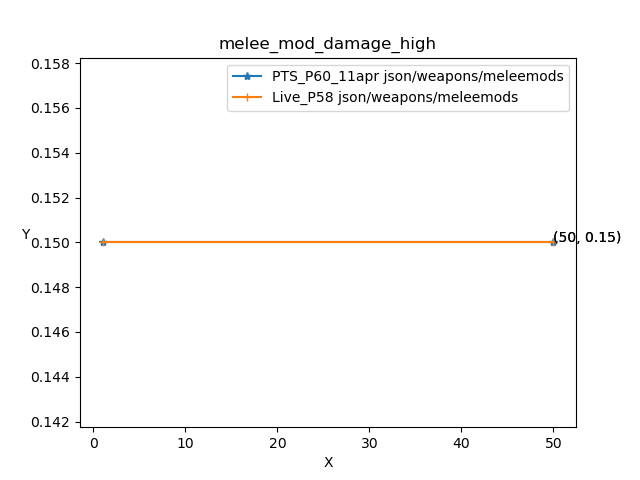 melee_mod_damage_high
0.158
0.156
0.154
0.152
0.150
0.148
0.146
0.144
0.142
Y
PTS_P60_11apr json/weapons/meleemods
Live_P58 json/weapons/meleemods
(50, 0.15)
0 10 20 30 40 50
X